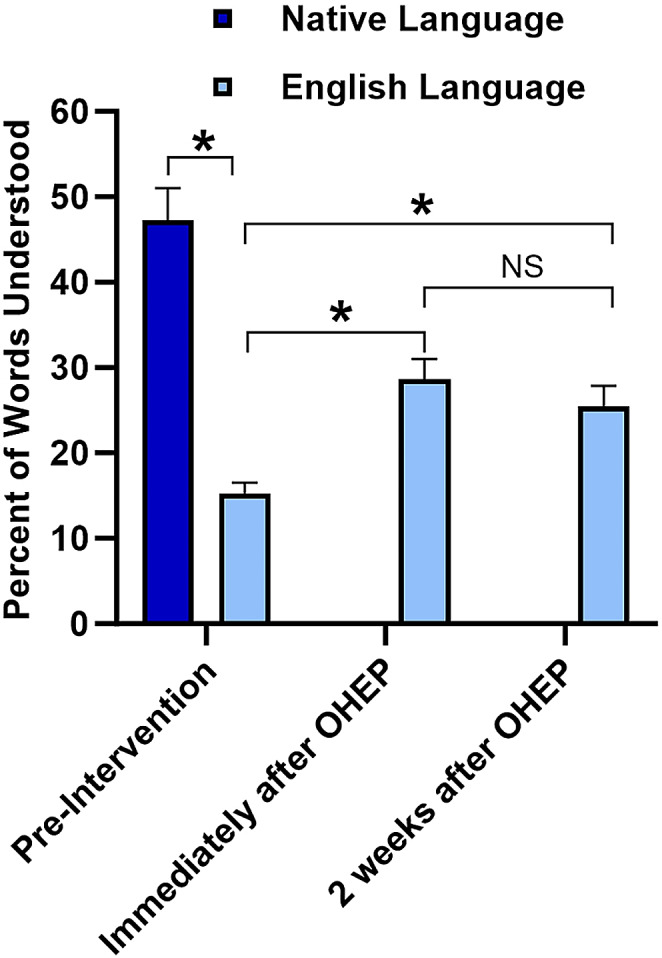 Native Language
English Language
Percent of Words Understood
60
50
40
30
20
10
0
*
*
NS
*
Pre-Intervention
Immediately after OHEP
2 weeks after OHEP